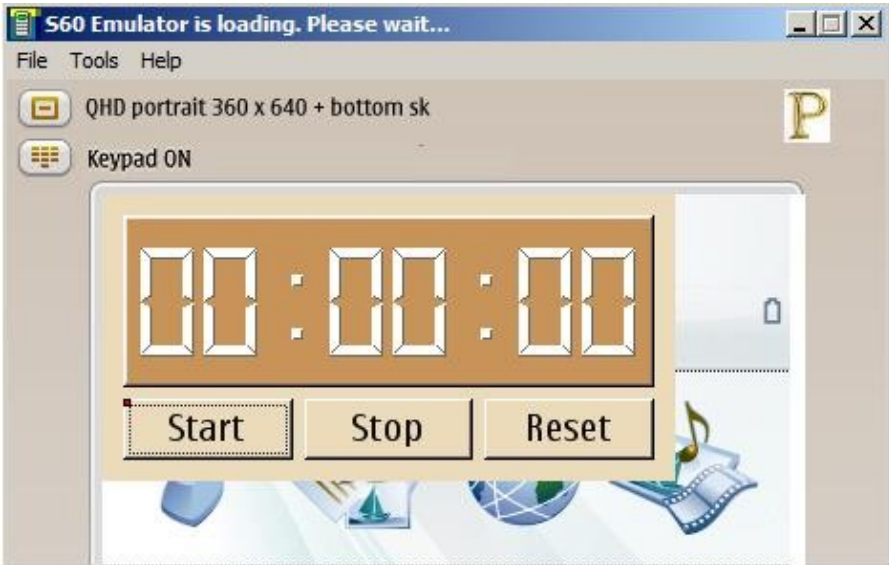 S60 Emulator is loading. Please wait...
File Tools Help
QHD portrait 360 x 640 + bottom sk
P
Keypad ON
00:00:00
Start Stop Reset